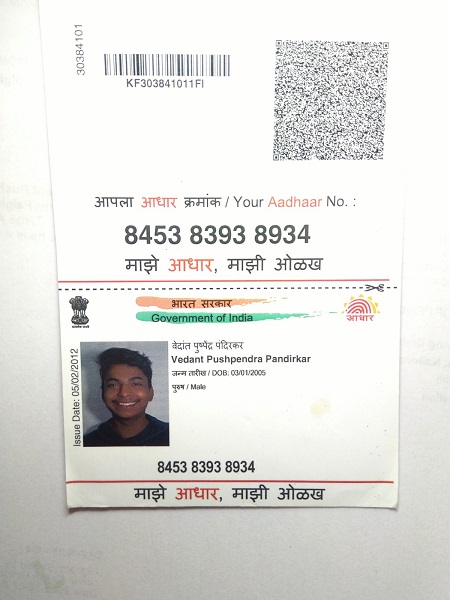 30384101
KF303841011FI
आपला आधार क्रमांक / Your Aadhaar No. :
8453 8393 8934
माझे आधार, माझी ओळख
भारत सरकार
Government of India
आधार
Issue Date: 05/02/2012
वेदांत पुष्पेंद्र पंदिरकर
Vedant Pushpendra Pandirkar
जन्म तारीख / DOB: 03/01/2005
पुरुष / Male
8453 8393 8934
माझे आधार, माझी ओळख